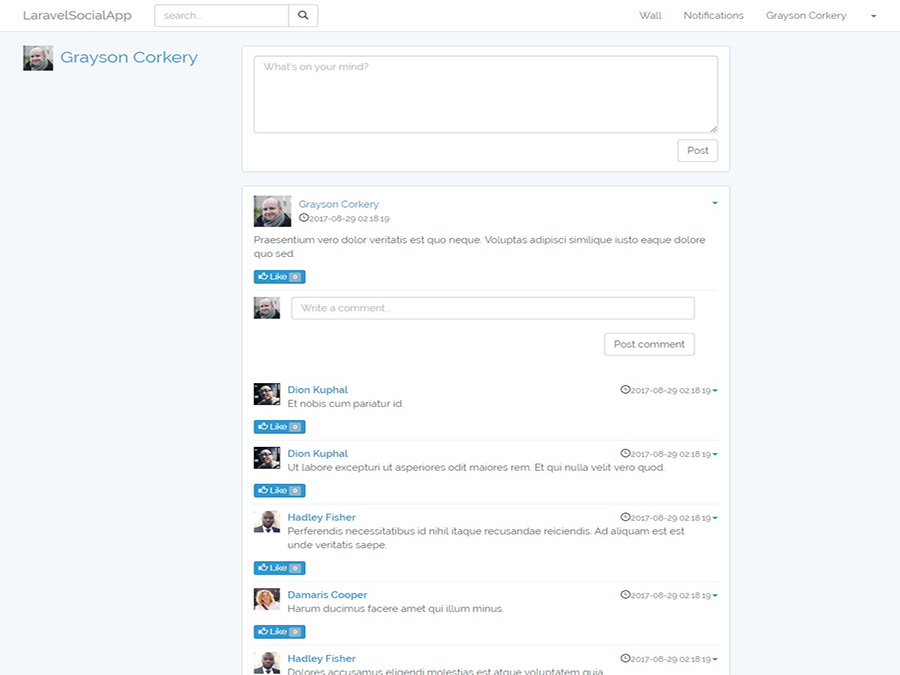 LaravelSocialApp
search..
Wall
Notifications
Grayson Corkery
Grayson Corkery
What's on your mind?
Post
Grayson Corkery
2017-08-29 02:18:19
Praesentium vero dolor veritatis est quo neque. Voluptas adipisci similique iusto eaque dolore
quo sed.
Like 0
Write a comment...
Post comment
Dion Kuphal
2017-08-29 02:18:19
Et nobis cum pariatur id.
Like 0
Dion Kuphal
2017-08-29 02:18:19
Ut labore excepturi ut asperiores odit maiores rem. Et qui nulla velit vero quod.
Like 0
Hadley Fisher
2017-08-29 02:18:19
Perferendis necessitatibus id nihil itaque recusandae reiciendis. Ad aliquam est est
unde veritatis saepe.
Like 0
Damaris Cooper
2017-08-29 02:18:19
Harum ducimus facere amet qui illum minus.
Like 0
Hadley Fisher
2017-08-29 02:18:19
Dolores accusamus eligendi molestias est atque voluptatem quia